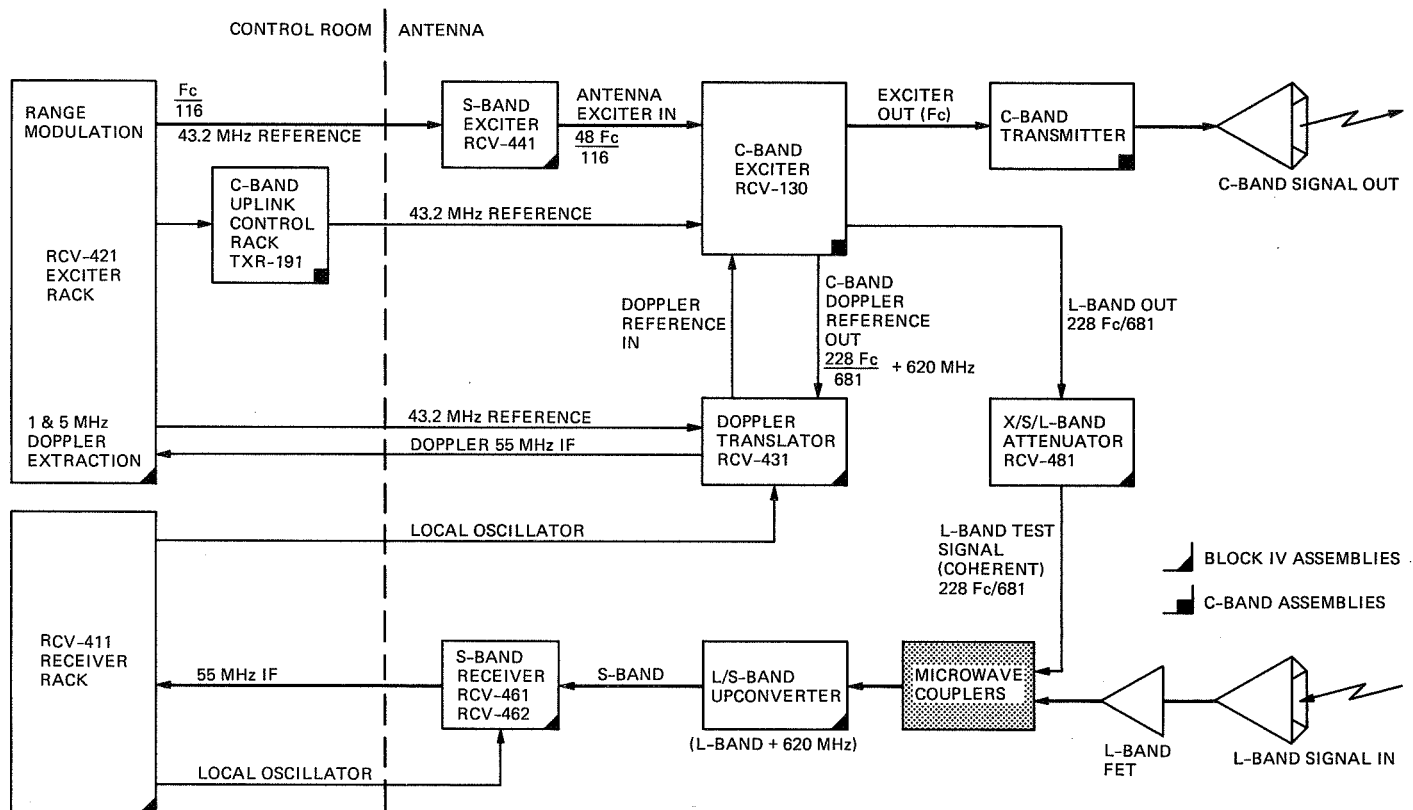 CONTROL ROOM
ANTENNA
RANGE
MODULATION
RCV-421
EXCITER
RACK
1 & 5 MHz
DOPPLER
EXTRACTION
Fc
116
43.2 MHz REFERENCE
S-BAND
EXCITER
RCV-441
ANTENNA
EXCITER IN
48 Fc
116
C-BAND
EXCITER
RCV-130
EXCITER
OUT (Fc)
C-BAND
TRANSMITTER
C-BAND SIGNAL OUT
C-BAND
UPLINK
CONTROL
RACK
TXR-191
43.2 MHz REFERENCE
DOPPLER
REFERENCE
IN
C-BAND
DOPPLER
REFERENCE
OUT
228 Fc
681
+ 620 MHz
L-BAND OUT
228 Fc/681
43.2 MHz REFERENCE
DOPPLER 55 MHz IF
DOPPLER
TRANSLATOR
RCV-431
X/S/L-BAND
ATTENUATOR
RCV-481
LOCAL OSCILLATOR
L-BAND TEST
SIGNAL
(COHERENT)
228 Fc/681
BLOCK IV ASSEMBLIES
C-BAND ASSEMBLIES
RCV-411
RECEIVER
RACK
55 MHz IF
S-BAND
RECEIVER
RCV-461
RCV-462
S-BAND
L/S-BAND
UPCONVERTER
(L-BAND + 620 MHz)
MICROWAVE
COUPLERS
L-BAND
FET
L-BAND SIGNAL IN
LOCAL OSCILLATOR